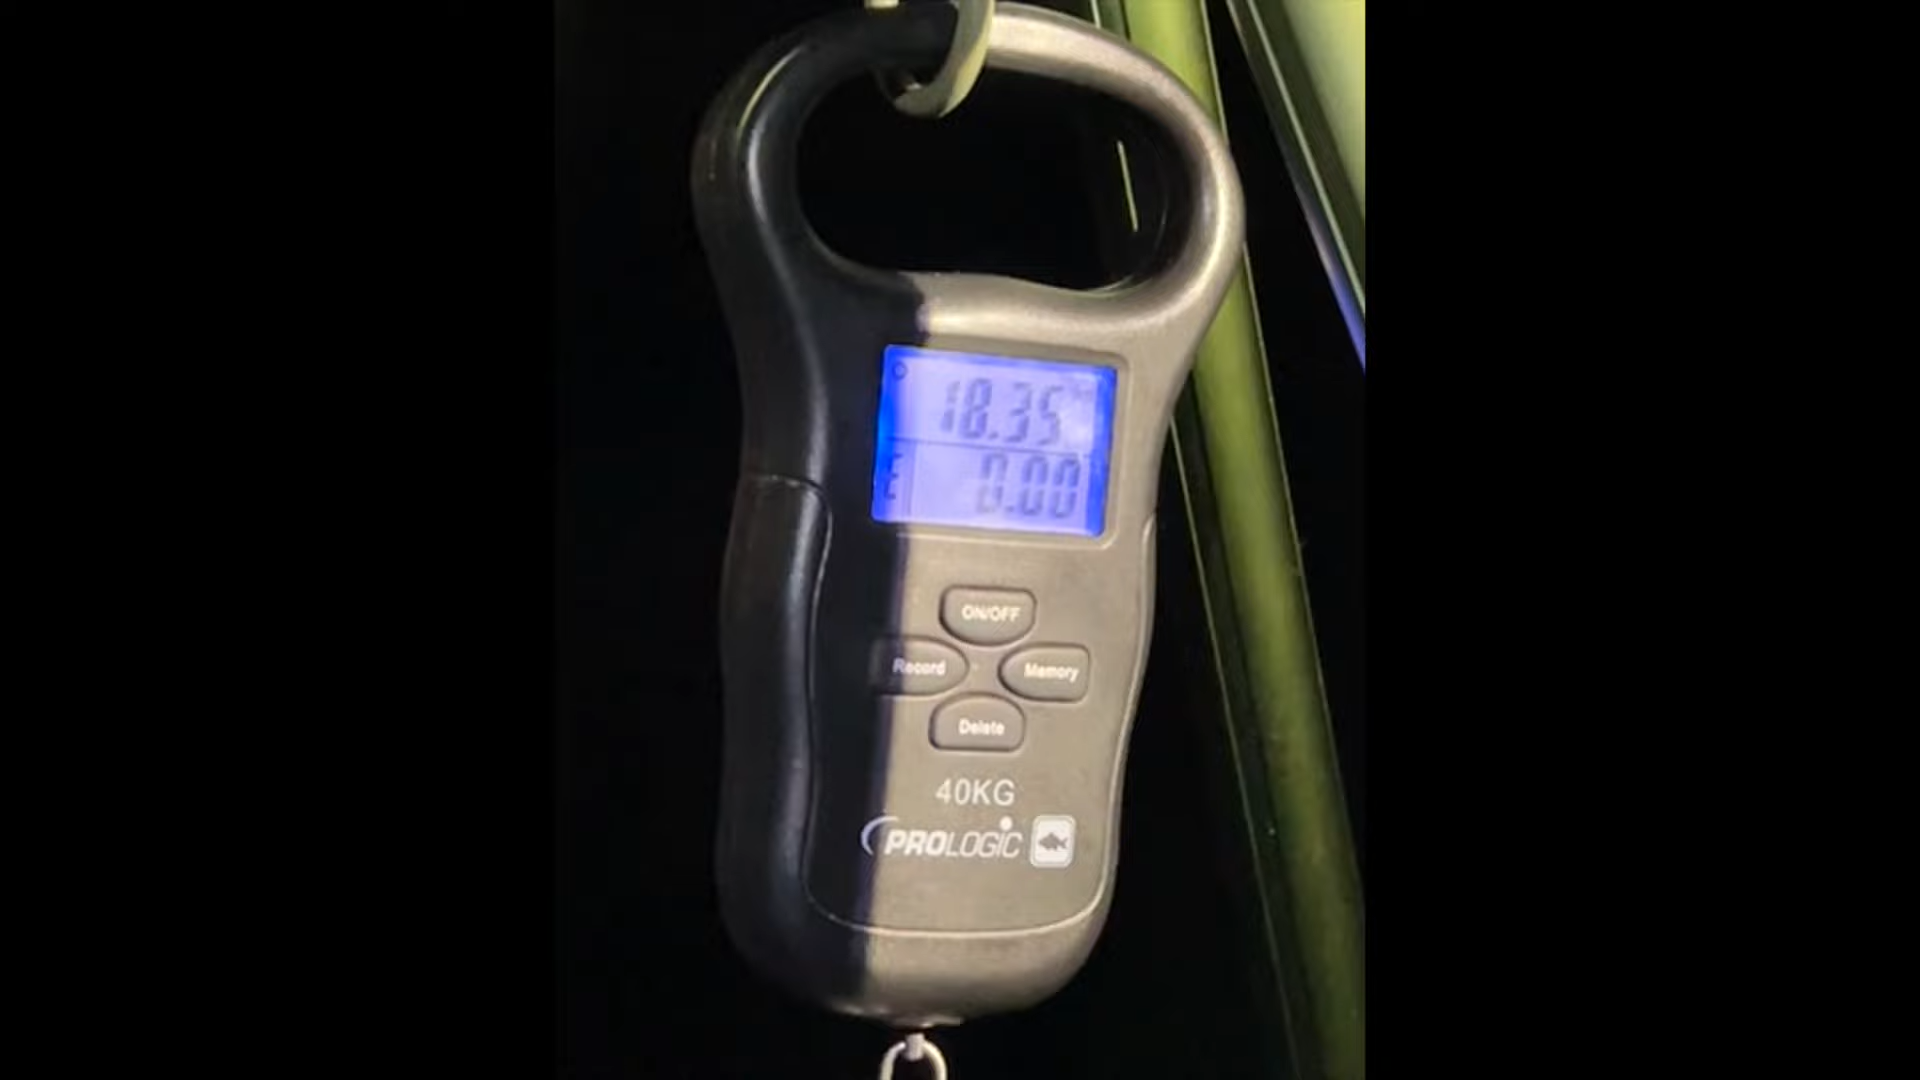 18.35
0.00
ON/OFF
Record
Memory
Delete
40KG
PROLOGIC